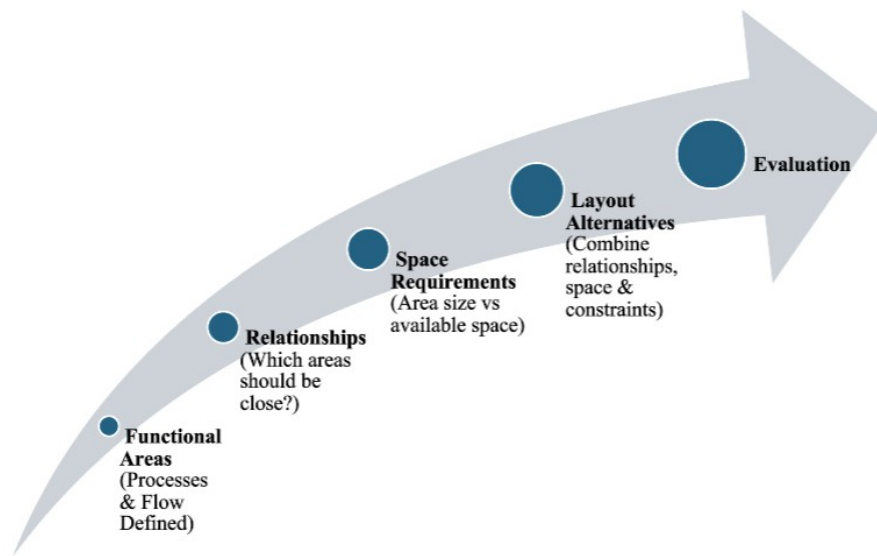 Functional
Areas
(Processes
& Flow
Defined)
Relationships
(Which areas
should be
close?)
Space
Requirements
(Area size vs
available space)
Layout
Alternatives
(Combine
relationships,
space &
constraints)
Evaluation